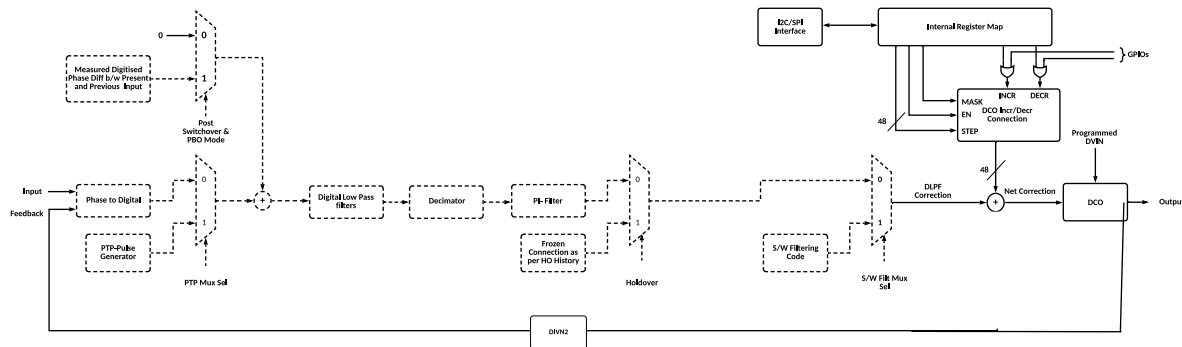 I2C/SPI
Interface
Internal Register Map
GPIOs
0
0
1
Measured Digitised
Phase Diff b/w Present
and Previous Input
Post
Switchover &
PBO Mode
INCR
DECR
MASK
DCO Incr/Decr
Connection
EN
STEP
48
48
Programmed
DVIN
Input
Feedback
Phase to Digital
PTP-Pulse
Generator
0
1
PTP Mux Sel
+
Digital Low Pass
filters
Decimator
PI- Filter
Frozen
Connection as
per HO History
0
1
Holdover
S/W Filtering
Code
0
1
S/W Filt Mux
Sel
DLPF
Correction
+
Net Correction
DCO
Output
DIVN2